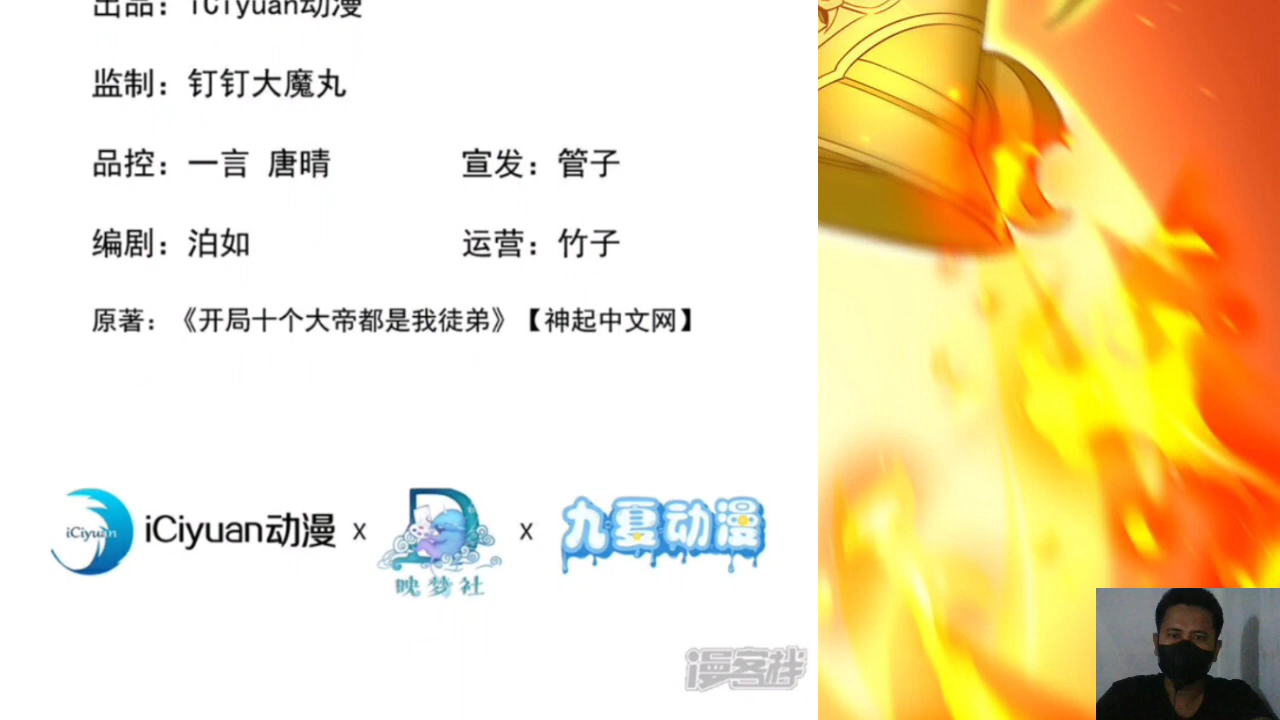 出品：iCiyuan动漫
监制：钉钉大魔丸
品控：一言 唐晴 宣发：管子
编剧：泊如 运营：竹子
原著：《开局十个大帝都是我徒弟》【神起中文网】
iCiyuan iCiyuan动漫 x 映梦社 x 九夏动漫
漫客栈